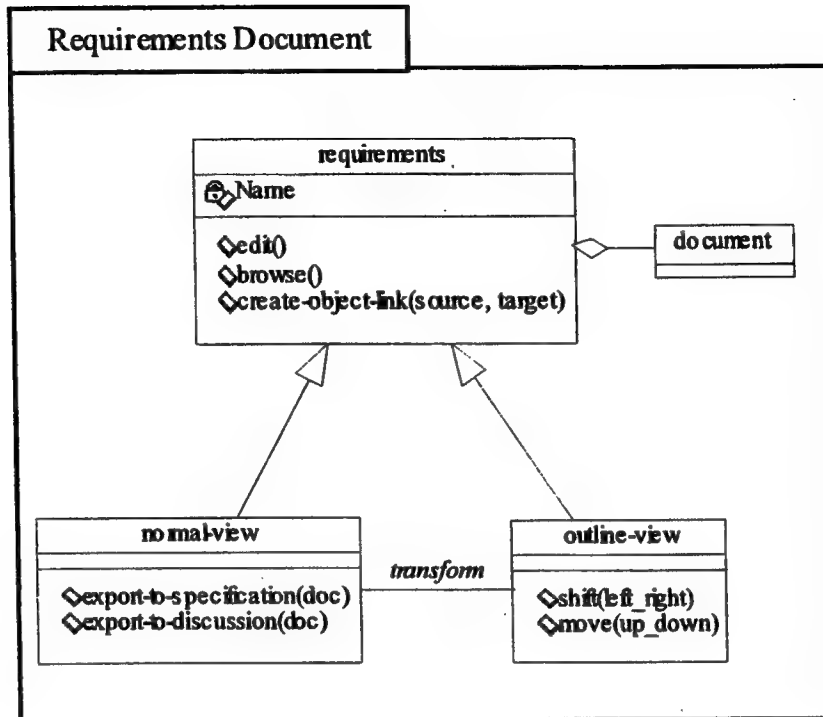 Requirements Document
requirements
Name
edit()
browse()
create-object-link(source, target)
document
normal-view
export-to-specification(doc)
export-to-discussion(doc)
transform
outline-view
shift(left_right)
move(up_down)